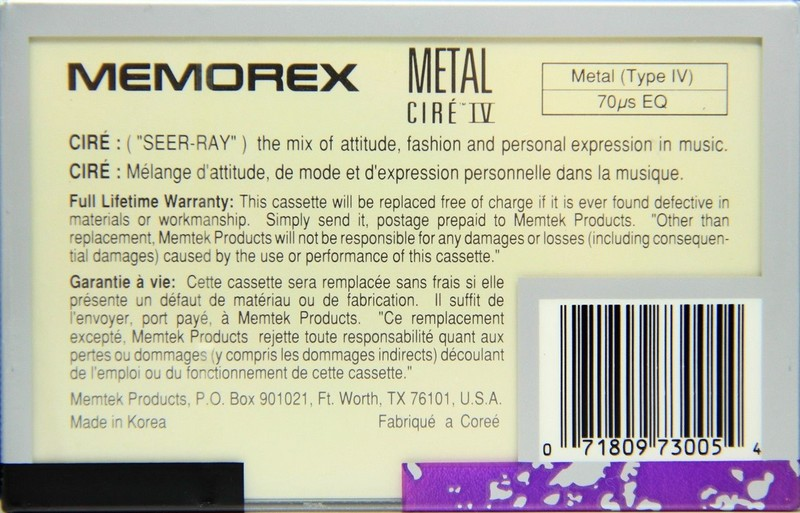 MEMOREX
METAL
CIRÉ™ IV
Metal (Type IV)
70µs EQ
CIRÉ : ( "SEER-RAY" ) the mix of attitude, fashion and personal expression in music.
CIRÉ : Mélange d'attitude, de mode et d'expression personnelle dans la musique.
Full Lifetime Warranty: This cassette will be replaced free of charge if it is ever found defective in
materials or workmanship. Simply send it, postage prepaid to Memtek Products. "Other than
replacement, Memtek Products will not be responsible for any damages or losses (including consequen-
tial damages) caused by the use or performance of this cassette."
Garantie à vie: Cette cassette sera remplacée sans frais si elle
présente un défaut de matériau ou de fabrication. Il suffit de
l'envoyer, port payé, à Memtek Products. "Ce remplacement
excepté, Memtek Products rejette toute responsabilité quant aux
pertes ou dommages (y compris les dommages indirects) découlant
de l'emploi ou du fonctionnement de cette cassette."
Memtek Products, P.O. Box 901021, Ft. Worth, TX 76101, U.S.A.
Made in Korea Fabriqué a Coreé
0 71809 73005 4